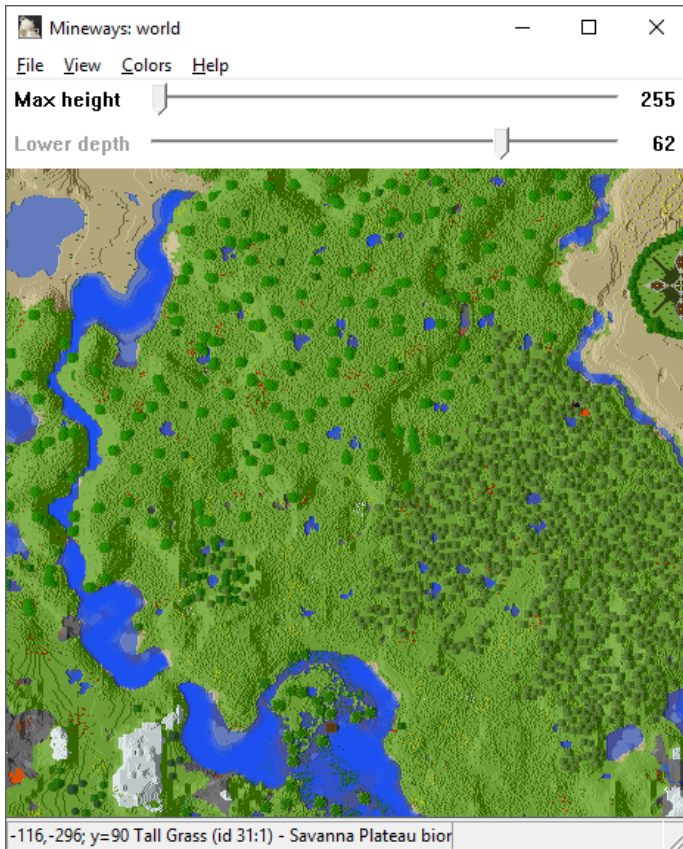 Mineways: world
File View Colors Help
Max height 255
Lower depth 62
-116,-296; y=90 Tall Grass (id 31:1) - Savanna Plateau bior